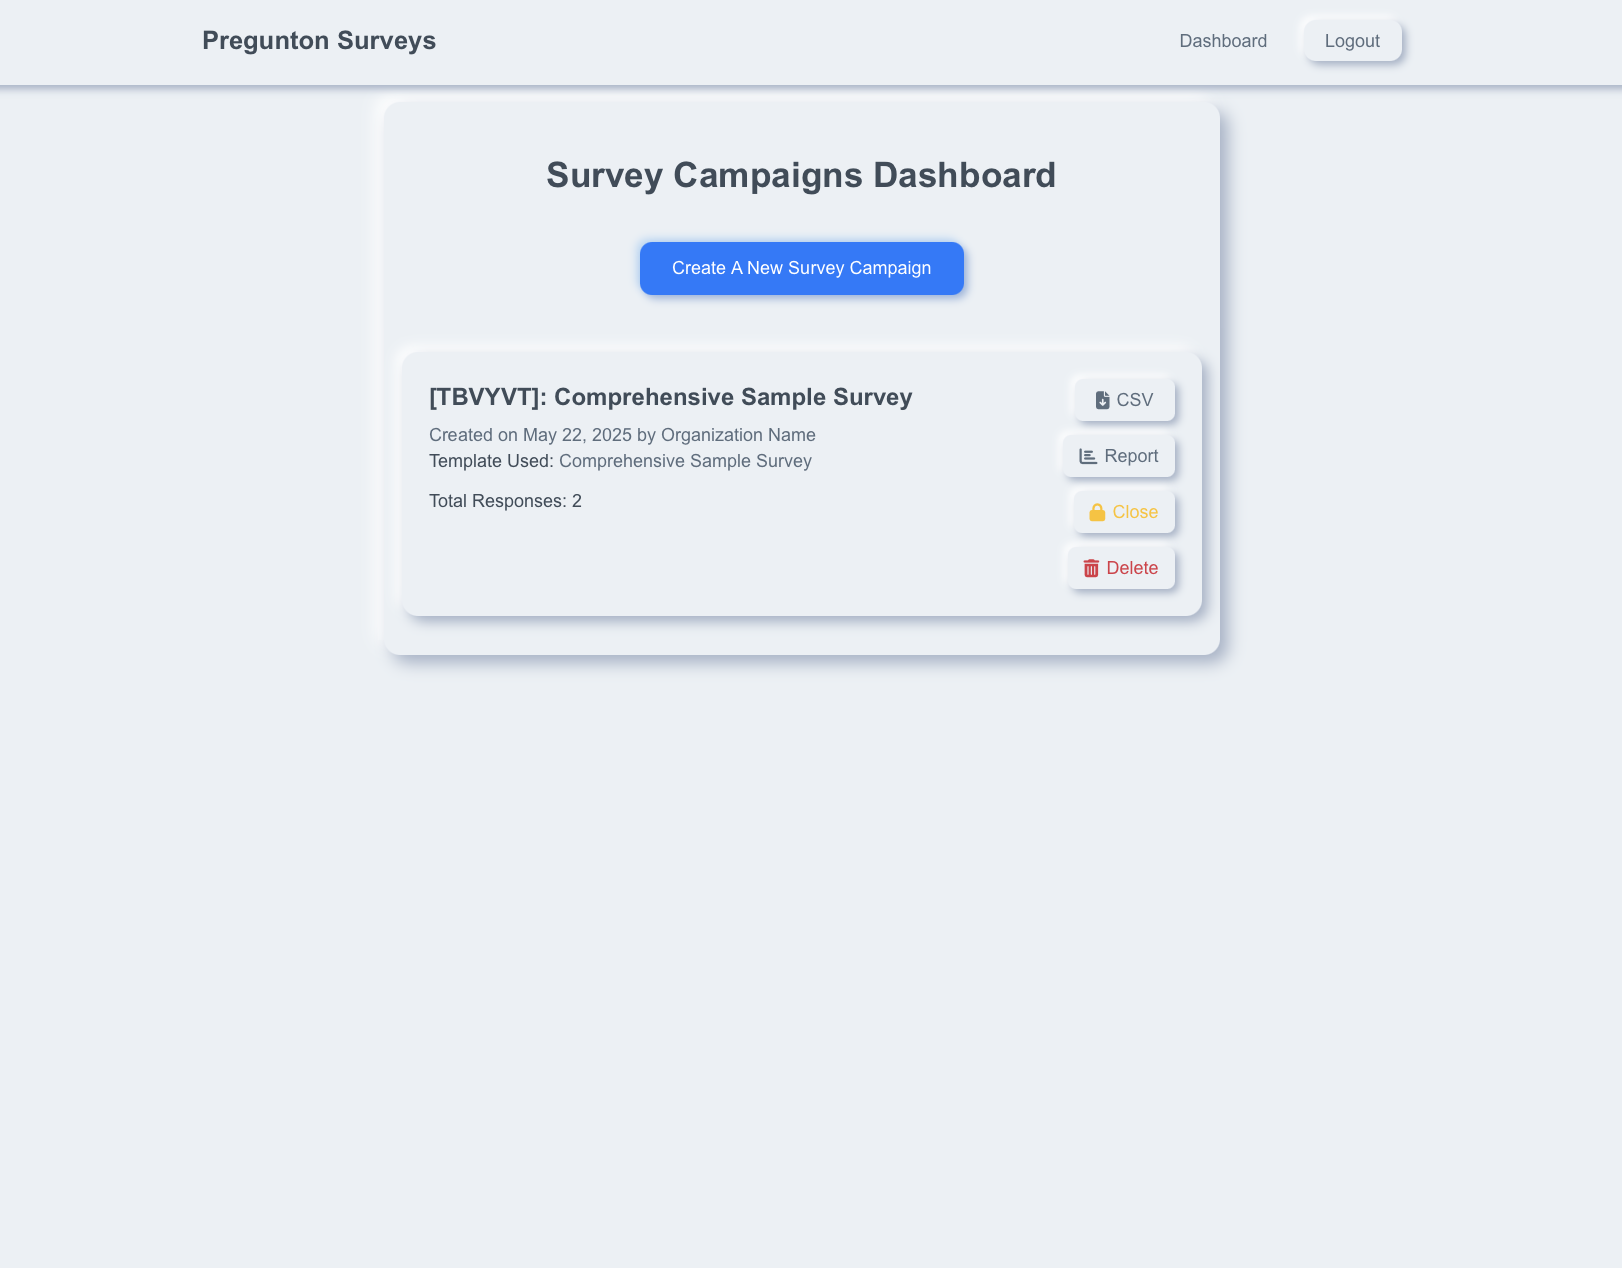 Pregunton Surveys
Dashboard
Logout
Survey Campaigns Dashboard
Create A New Survey Campaign
[TBVYVT]: Comprehensive Sample Survey
Created on May 22, 2025 by Organization Name
Template Used: Comprehensive Sample Survey
Total Responses: 2
CSV
Report
Close
Delete